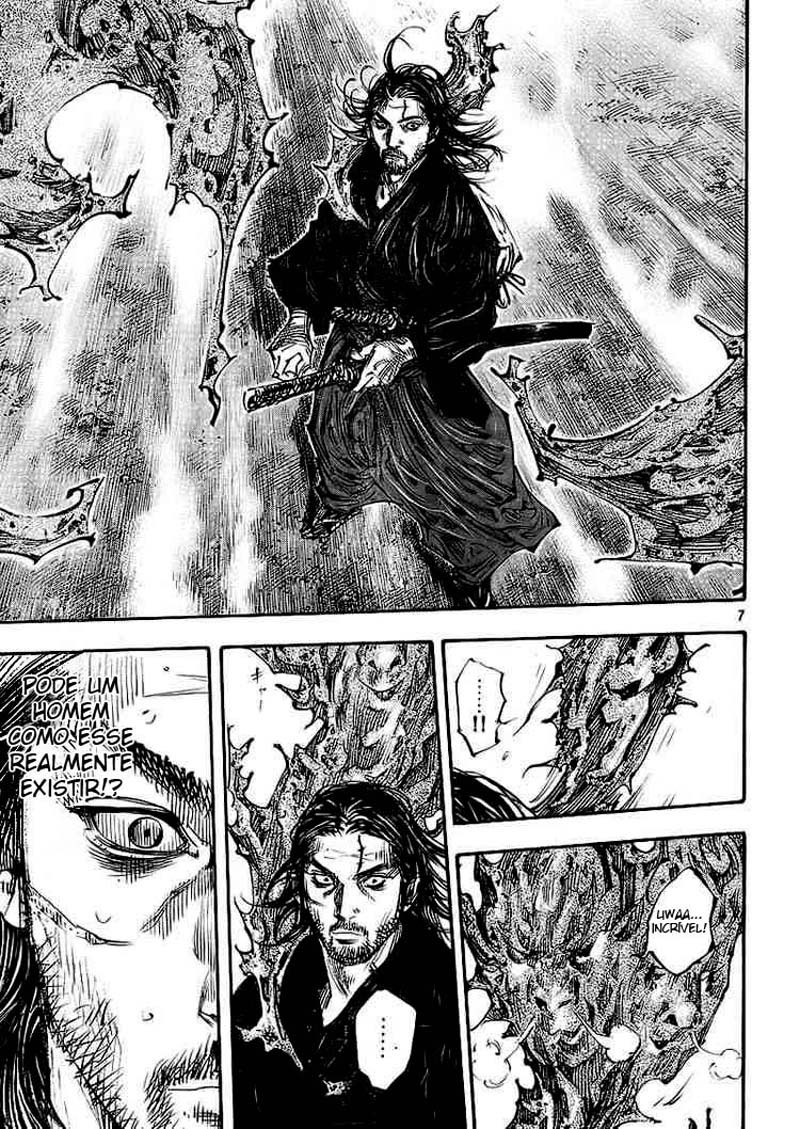 7
......!!
UWAA...
INCRÍVEL!
......
PODE UM
HOMEM
COMO ESSE
REALMENTE
EXISTIR!?